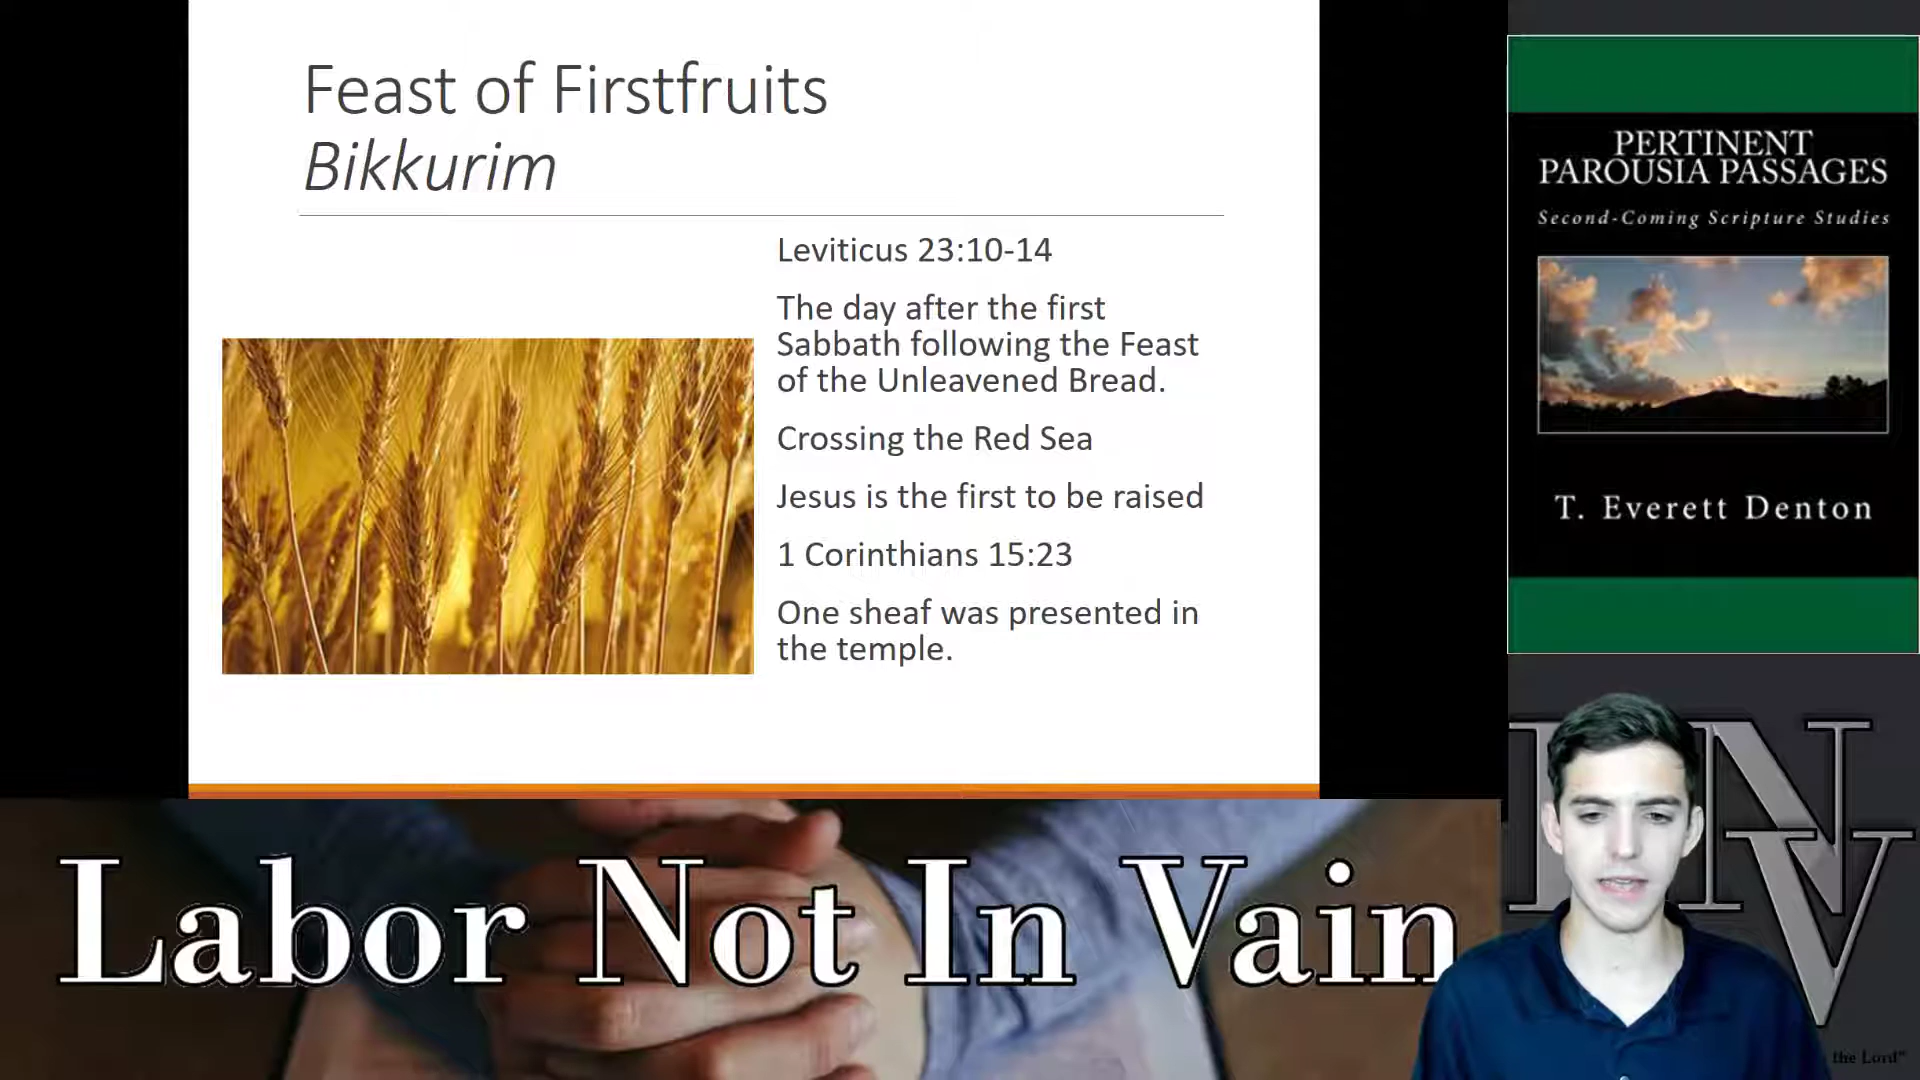 Feast of Firstfruits
Bikkurim
Leviticus 23:10-14
The day after the first
Sabbath following the Feast
of the Unleavened Bread.
Crossing the Red Sea
Jesus is the first to be raised
1 Corinthians 15:23
One sheaf was presented in
the temple.
PERTINENT
PAROUSIA PASSAGES
Second-Coming Scripture Studies
T. Everett Denton
LNV
Labor Not In Vain
the Lord"